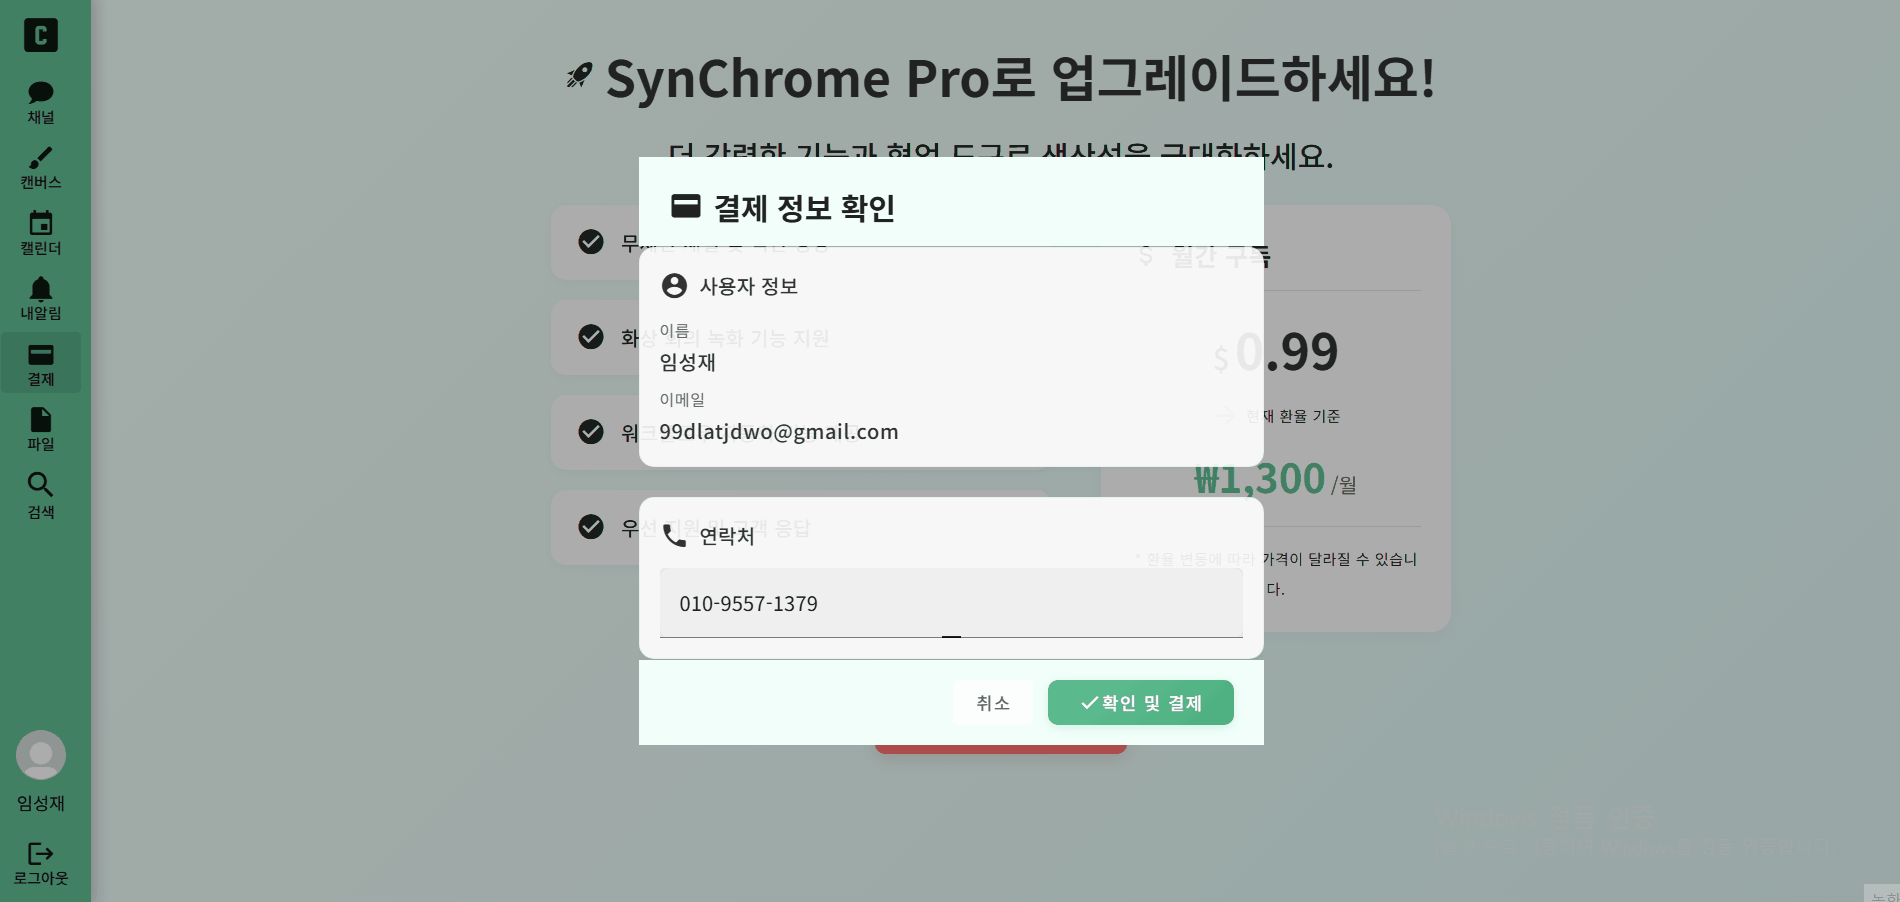 C
채널
캔버스
캘린더
내알림
결제
파일
검색
임성재
로그아웃
SynChrome Pro로 업그레이드하세요!
더 강력한 기능과 협업 도구로 생산성을 극대화하세요.
결제 정보 확인
사용자 정보
이름
임성재
이메일
99dlatjdwo@gmail.com
연락처
010-9557-1379
취소
확인 및 결제
화상 회의 녹화 기능 지원
우선 지원 및 고객 응답
$ 월간 구독
$ 0.99
현재 환율 기준
₩1,300 /월
* 환율 변동에 따라 가격이 달라질 수 있습니
다.